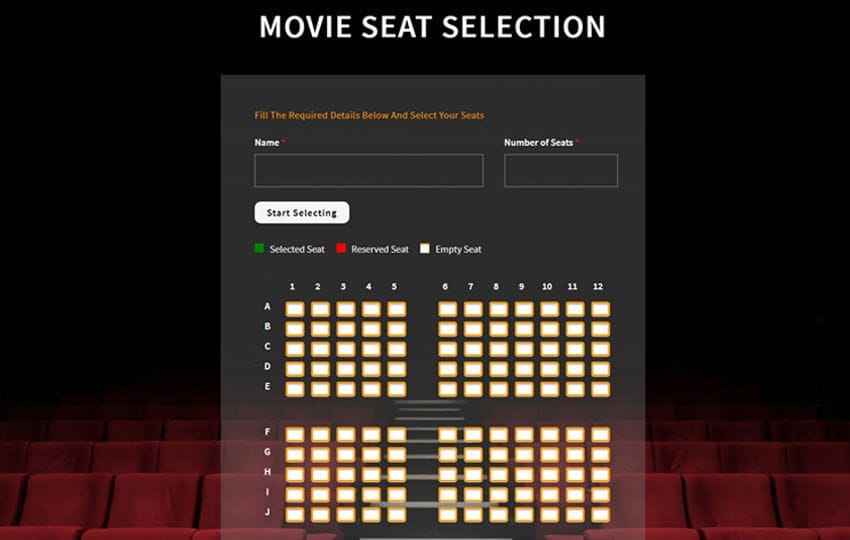 MOVIE SEAT SELECTION
Fill The Required Details Below And Select Your Seats
Name * Number of Seats *
Start Selecting
Selected Seat Reserved Seat Empty Seat
1 2 3 4 5 6 7 8 9 10 11 12
A
B
C
D
E
F
G
H
I
J